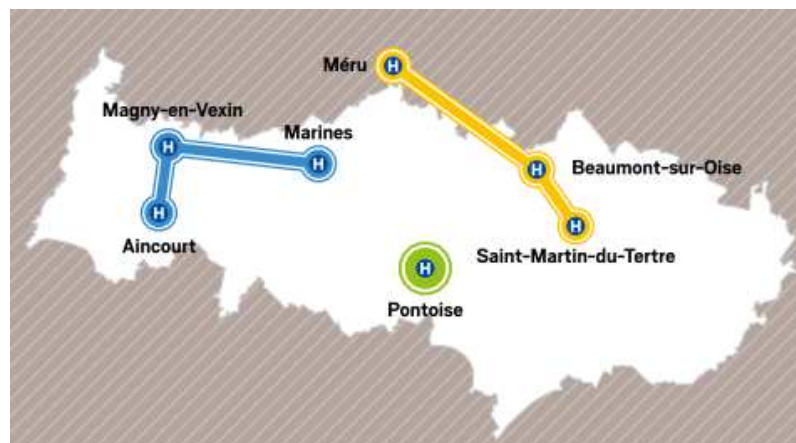 Méru
H
Magny-en-Vexin
Marines
H
H
H
Beaumont-sur-Oise
H
Aincourt
H
Saint-Martin-du-Tertre
H
Pontoise